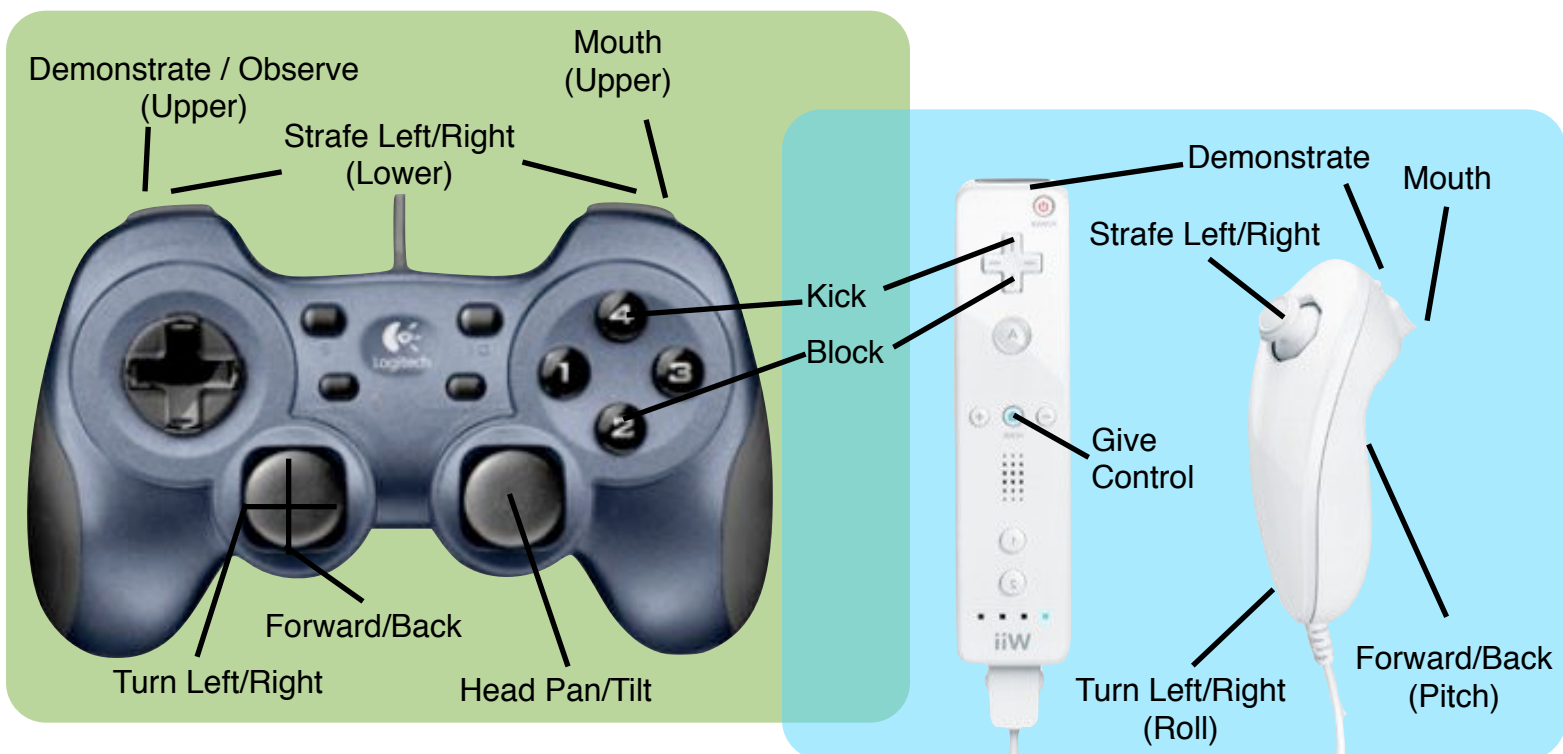 Demonstrate / Observe
(Upper)
Mouth
(Upper)
Strafe Left/Right
(Lower)
Logitech
4
1
3
2
Forward/Back
Turn Left/Right
Head Pan/Tilt
Kick
Block
Demonstrate
Mouth
Strafe Left/Right
A
Give
Control
iiW
Turn Left/Right
(Roll)
Forward/Back
(Pitch)